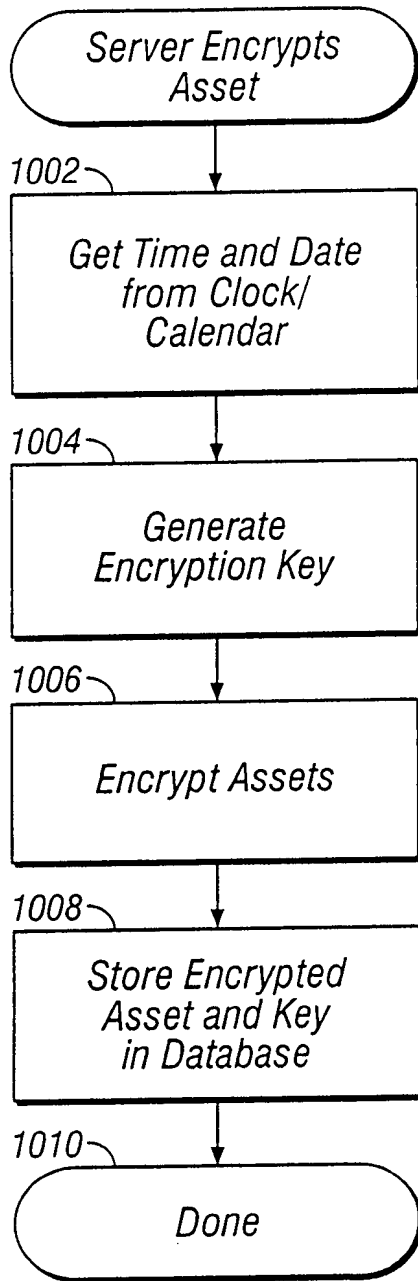 Server Encrypts
Asset
1002
Get Time and Date
from Clock/
Calendar
1004
Generate
Encryption Key
1006
Encrypt Assets
1008
Store Encrypted
Asset and Key
in Database
1010
Done